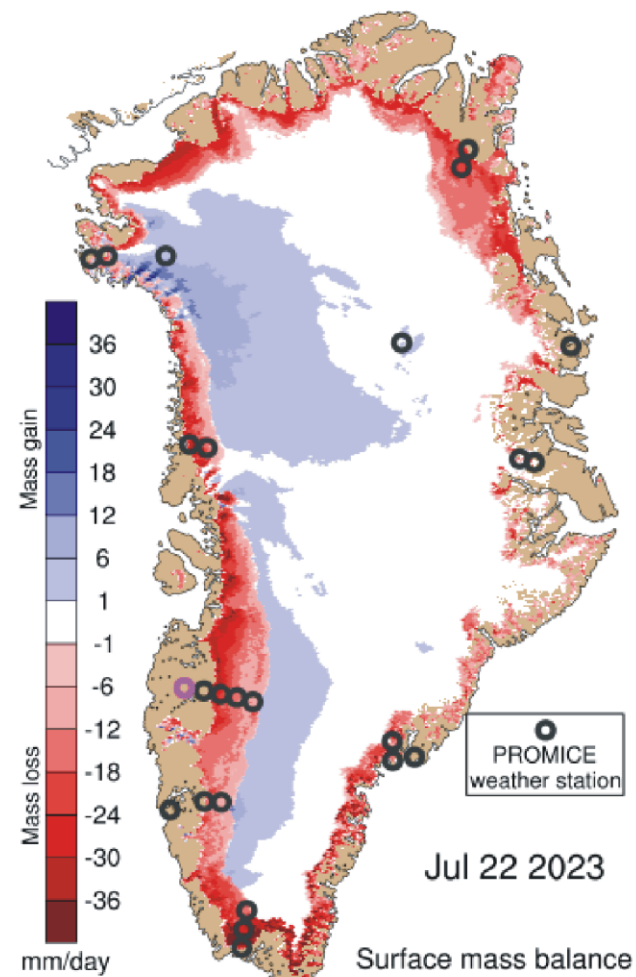 Mass gain
36
30
24
18
12
6
1
-1
-6
-12
-18
-24
-30
-36
Mass loss
mm/day
PROMICE
weather station
Jul 22 2023
Surface mass balance